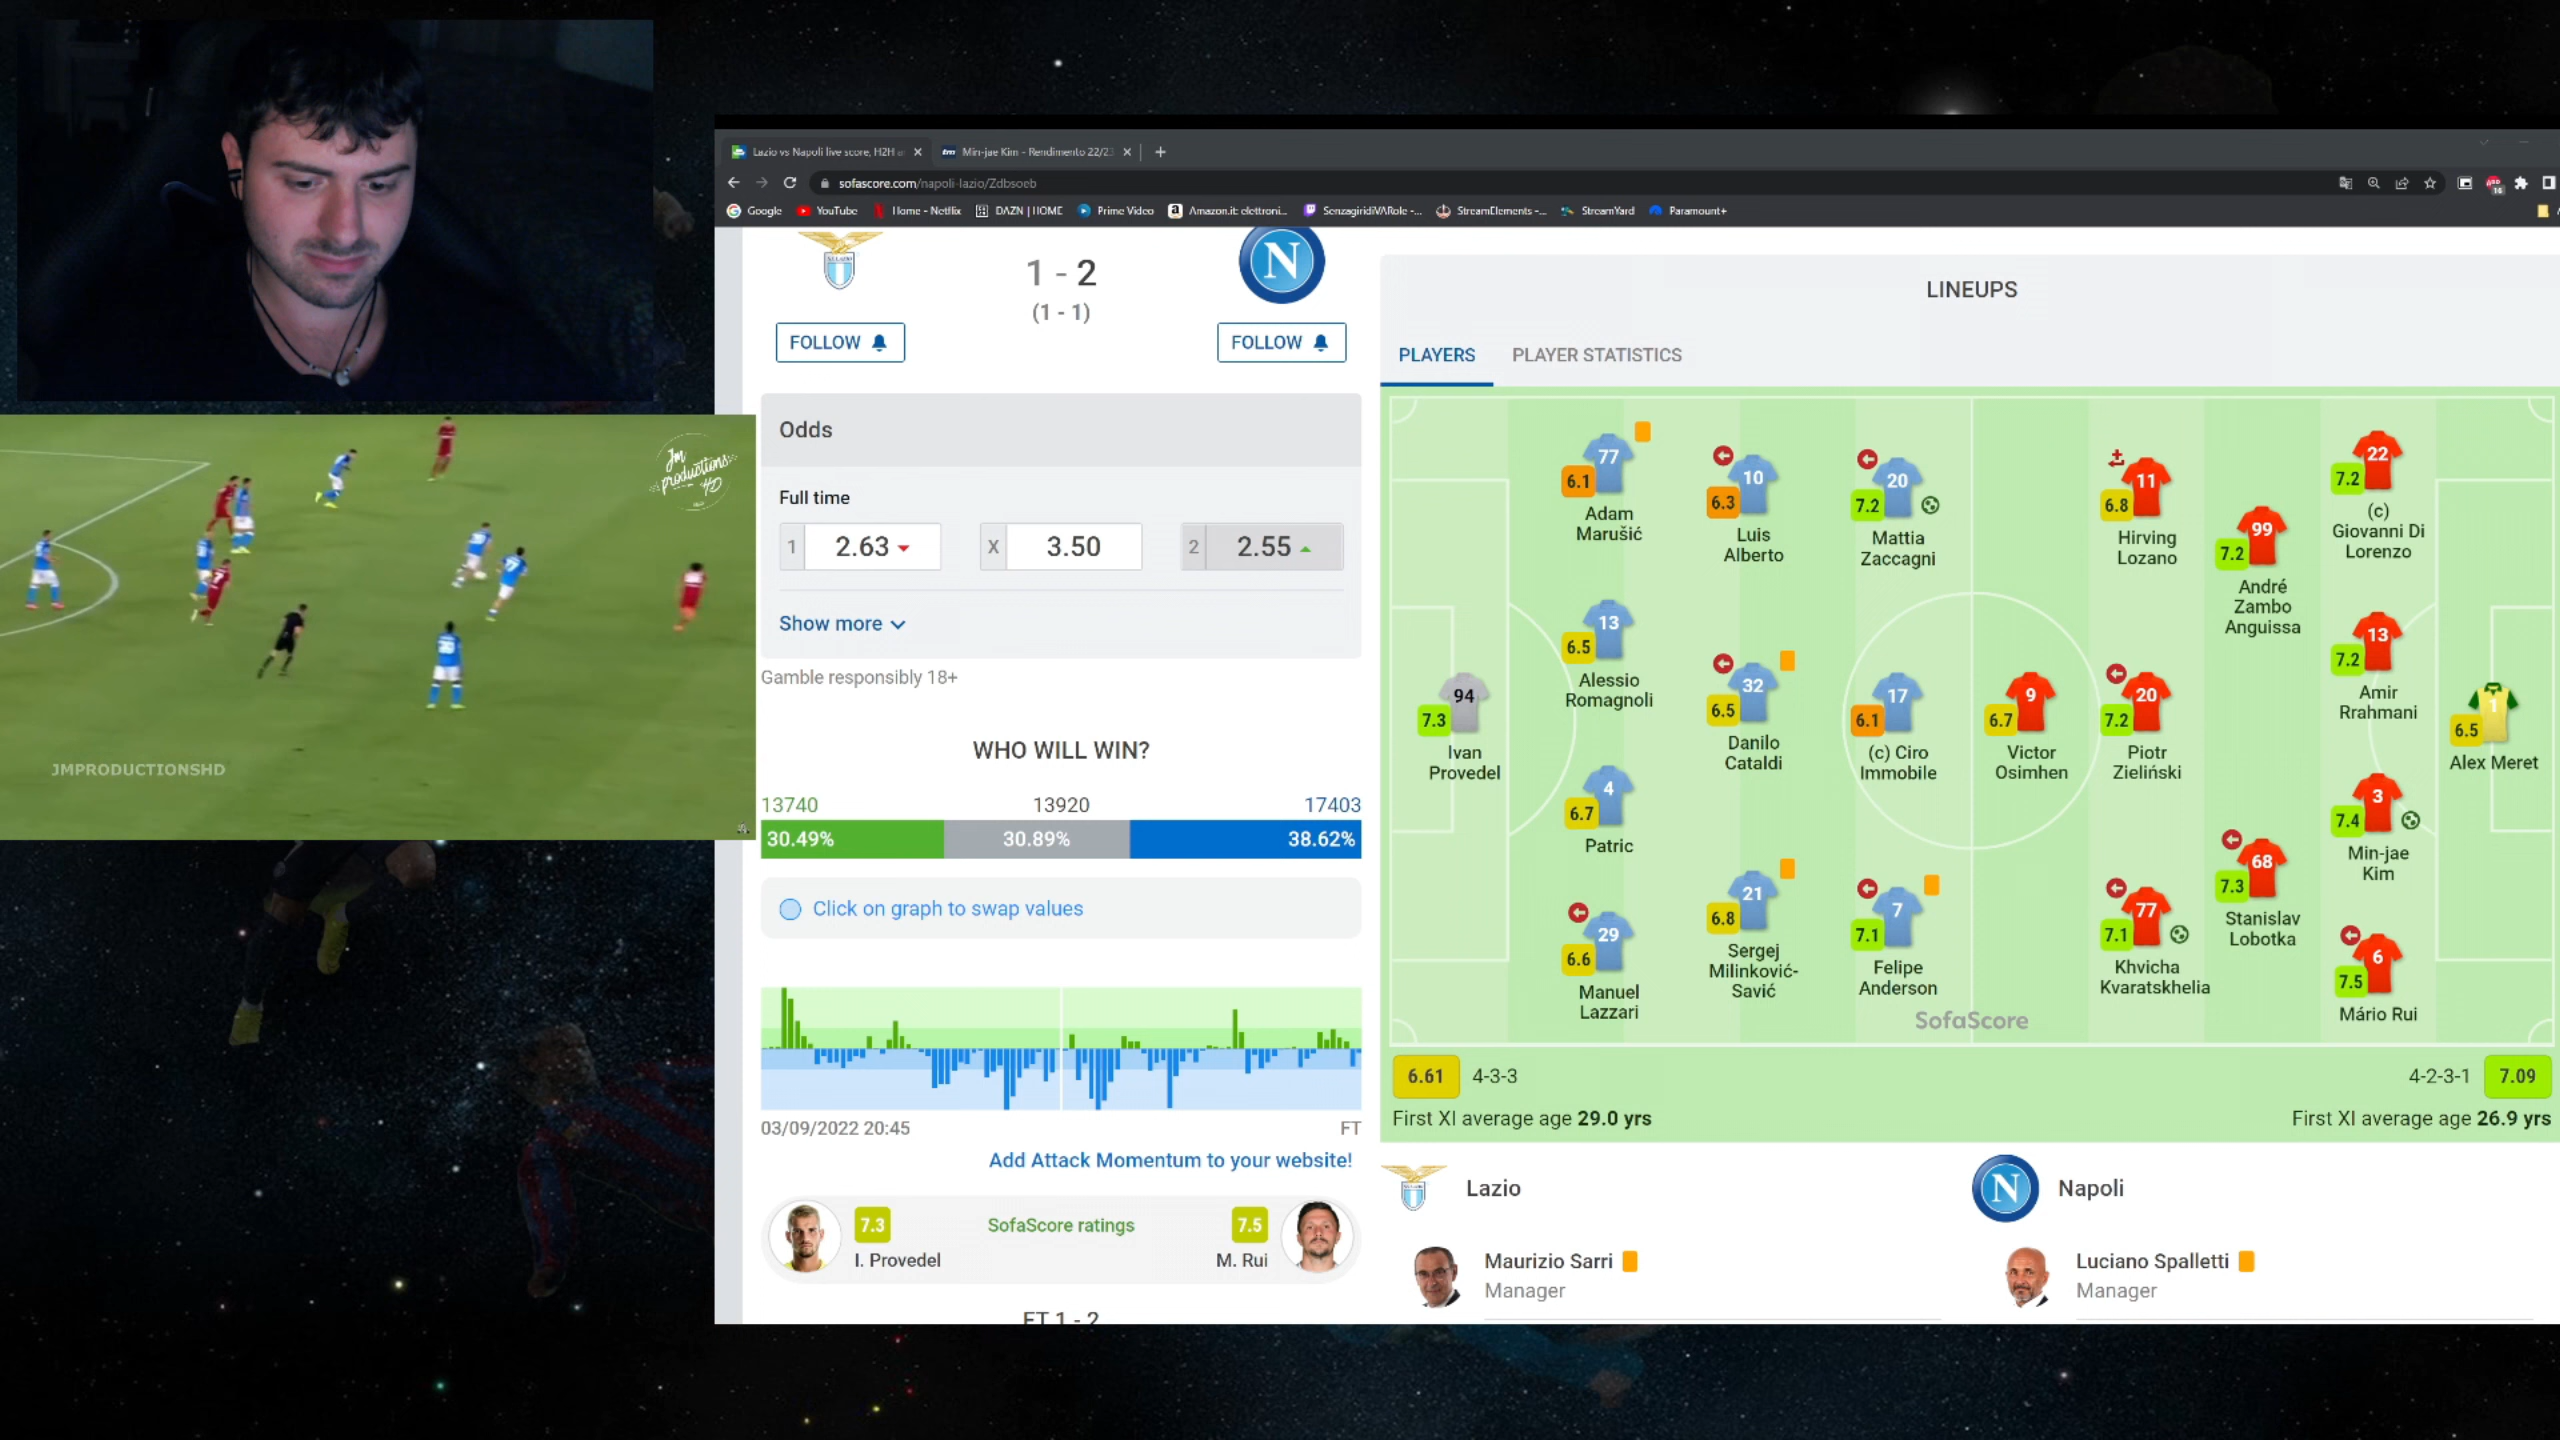 Lazio vs Napoli live score, H2H a
Min-jae Kim - Rendimento 22/23
sofascore.com/napoli-lazio/Zdbsoeb
Google
YouTube
Home - Netflix
DAZN | HOME
Prime Video
Amazon.it: elettroni...
SenzagiridiVARole -...
StreamElements -...
StreamYard
Paramount+
1 - 2
(1 - 1)
FOLLOW
FOLLOW
Odds
Full time
1 2.63
X 3.50
2 2.55
Show more
Gamble responsibly 18+
WHO WILL WIN?
13740 13920 17403
30.49% 30.89% 38.62%
Click on graph to swap values
03/09/2022 20:45 FT
Add Attack Momentum to your website!
7.3 SofaScore ratings 7.5
I. Provedel M. Rui
FT 1 - 2
Jm
productions
HD
JMPRODUCTIONSHD
LINEUPS
PLAYERS PLAYER STATISTICS
94
7.3
Ivan
Provedel
77
6.1
Adam
Marušić
13
6.5
Alessio
Romagnoli
4
6.7
Patric
29
6.6
Manuel
Lazzari
10
6.3
Luis
Alberto
32
6.5
Danilo
Cataldi
21
6.8
Sergej
Milinković-
Savić
20
7.2
Mattia
Zaccagni
17
6.1
(c) Ciro
Immobile
7
7.1
Felipe
Anderson
9
6.7
Victor
Osimhen
11
6.8
Hirving
Lozano
20
7.2
Piotr
Zieliński
77
7.1
Khvicha
Kvaratskhelia
99
7.2
André
Zambo
Anguissa
68
7.3
Stanislav
Lobotka
22
7.2
(c)
Giovanni Di
Lorenzo
13
7.2
Amir
Rrahmani
3
7.4
Min-jae
Kim
6
7.5
Mário Rui
1
6.5
Alex Meret
SofaScore
6.61 4-3-3
4-2-3-1 7.09
First XI average age 29.0 yrs
First XI average age 26.9 yrs
Lazio
Napoli
Maurizio Sarri
Manager
Luciano Spalletti
Manager